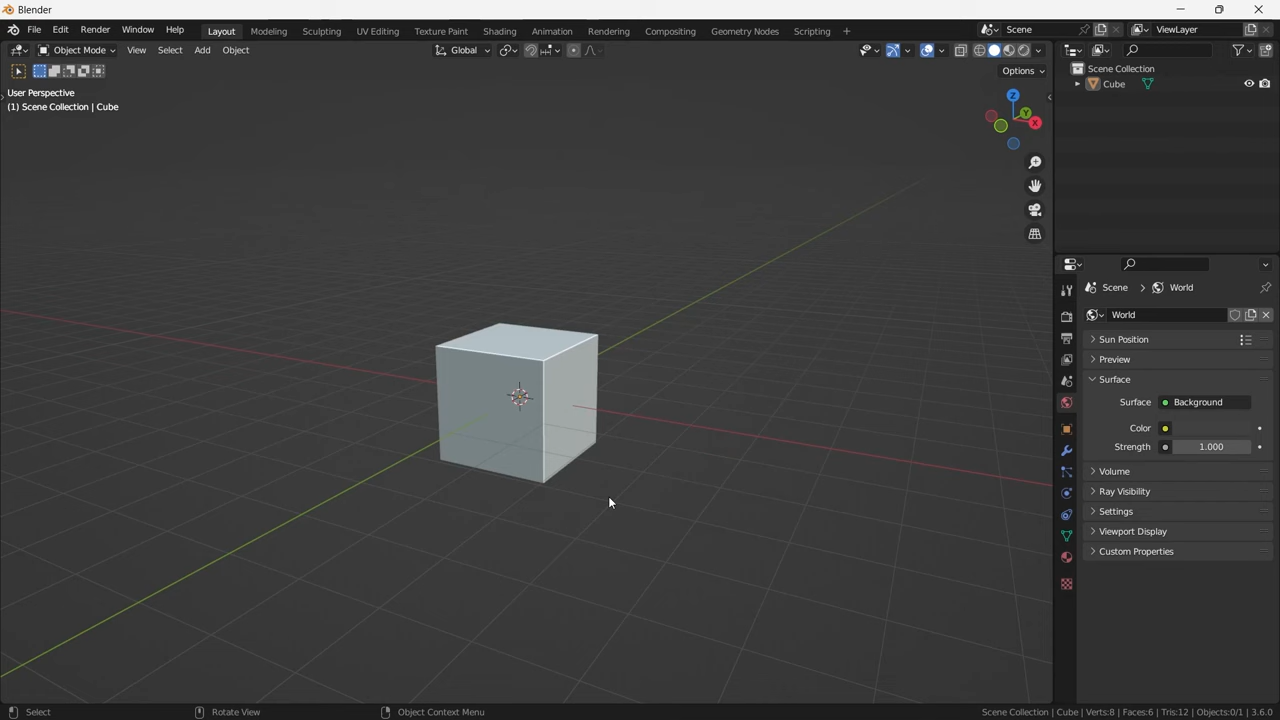 Blender
File Edit Render Window Help Layout Modeling Sculpting UV Editing Texture Paint Shading Animation Rendering Compositing Geometry Nodes Scripting + Scene ViewLayer
Object Mode View Select Add Object Global
Options
User Perspective
(1) Scene Collection | Cube
Z
Y
X
Scene Collection
Cube
Scene World
World
Sun Position
Preview
Surface
Surface Background
Color
Strength 1.000
Volume
Ray Visibility
Settings
Viewport Display
Custom Properties
Select Rotate View Object Context Menu Scene Collection | Cube | Verts:8 | Faces:6 | Tris:12 | Objects:0/1 | 3.6.0